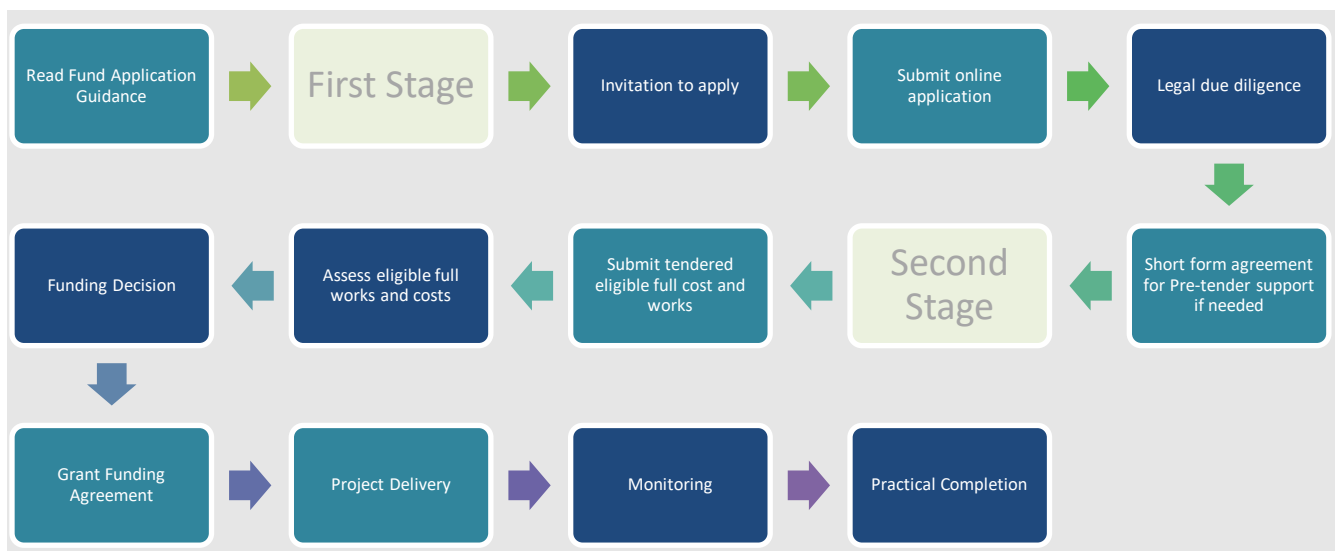 Read Fund Application
Guidance
First Stage
Invitation to apply
Submit online
application
Legal due diligence
Short form agreement
for Pre-tender support
if needed
Second
Stage
Submit tendered
eligible full cost and
works
Assess eligible full
works and costs
Funding Decision
Grant Funding
Agreement
Project Delivery
Monitoring
Practical Completion